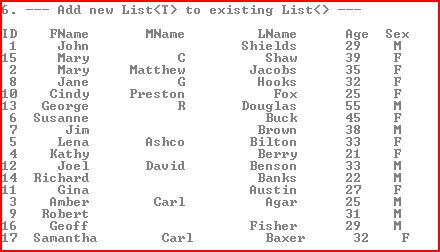 6. --- Add new List<T> to existing List<> ---
ID FName MName LName Age Sex
1 John Shields 29 M
15 Mary C Shaw 39 F
2 Mary Matthew Jacobs 35 F
8 Jane G Hooks 32 F
10 Cindy Preston Fox 25 F
13 George R Douglas 55 M
6 Susanne Buck 45 F
7 Jim Brown 38 M
5 Lena Ashco Bilton 33 F
4 Kathy Berry 21 F
12 Joel David Benson 33 M
14 Richard Banks 22 M
11 Gina Austin 27 F
3 Amber Carl Agar 25 M
9 Robert 31 M
16 Geoff Fisher 29 M
17 Samantha Carl Baxer 32 F